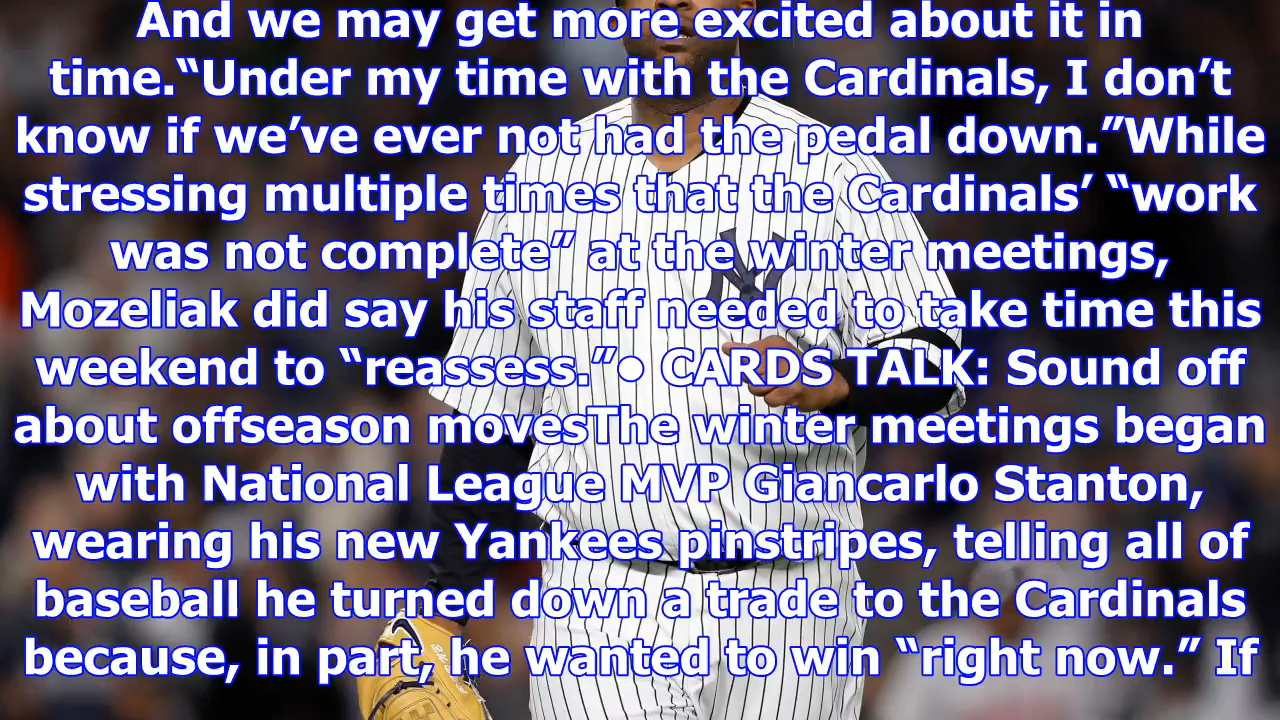 And we may get more excited about it in
time.“Under my time with the Cardinals, I don’t
know if we’ve ever not had the pedal down.”While
stressing multiple times that the Cardinals’ “work
was not complete” at the winter meetings,
Mozeliak did say his staff needed to take time this
weekend to “reassess.”● CARDS TALK: Sound off
about offseason movesThe winter meetings began
with National League MVP Giancarlo Stanton,
wearing his new Yankees pinstripes, telling all of
baseball he turned down a trade to the Cardinals
because, in part, he wanted to win “right now.” If